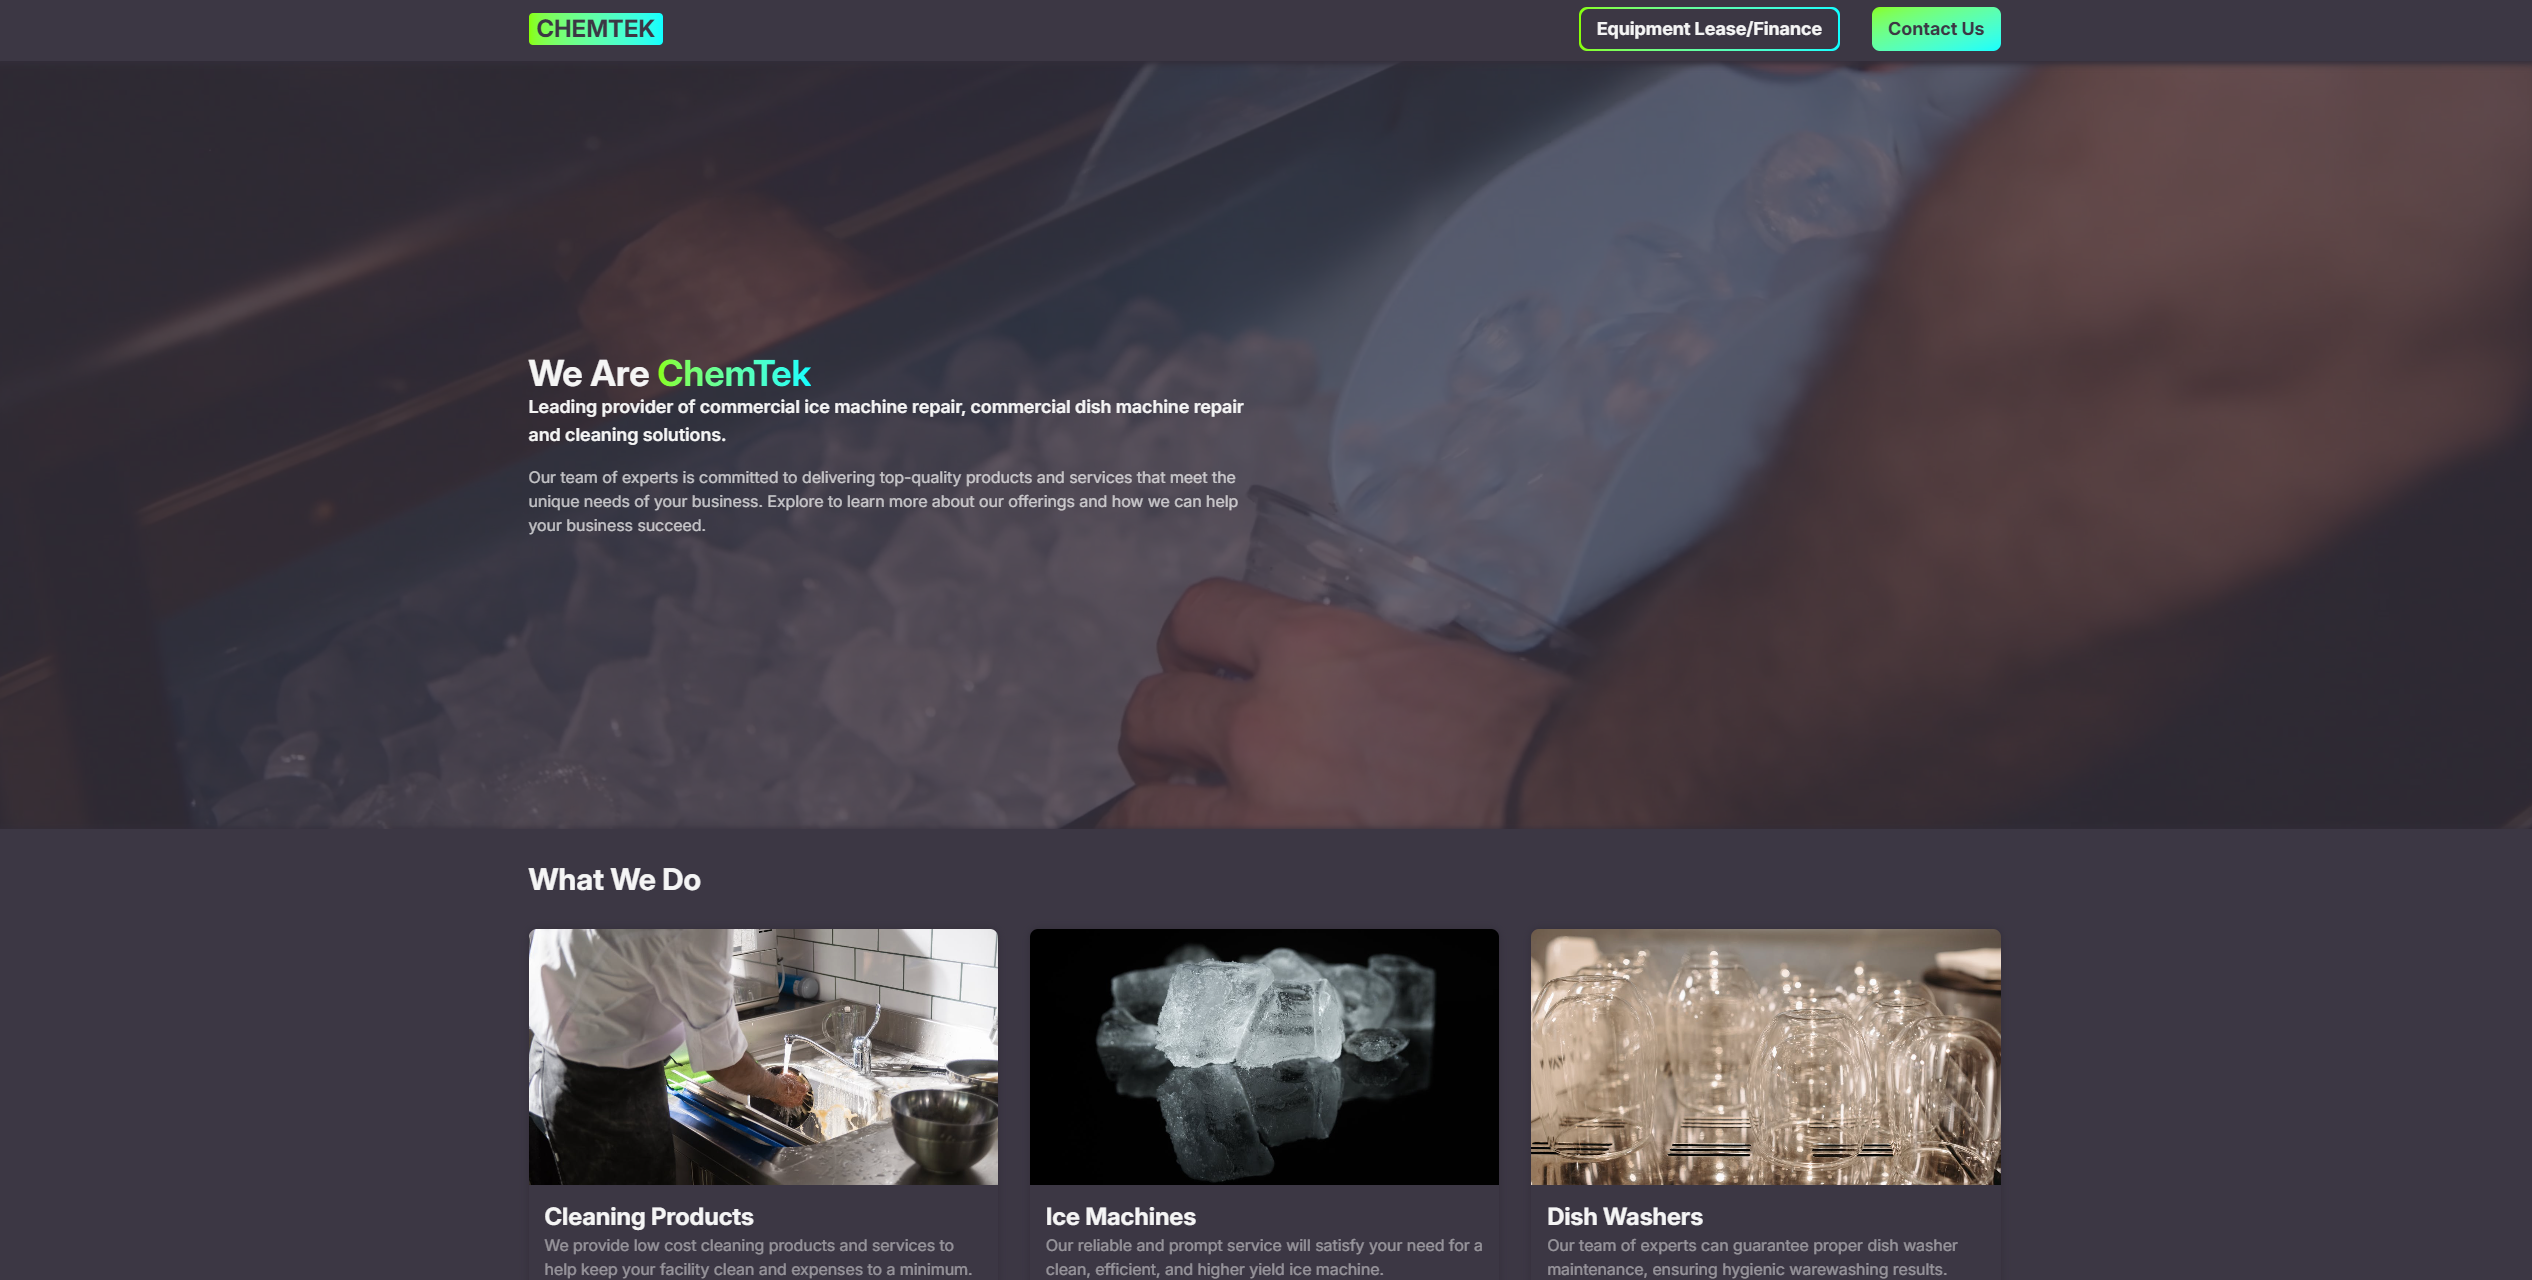 CHEMTEK
Equipment Lease/Finance
Contact Us
We Are ChemTek
Leading provider of commercial ice machine repair, commercial dish machine repair
and cleaning solutions.
Our team of experts is committed to delivering top-quality products and services that meet the
unique needs of your business. Explore to learn more about our offerings and how we can help
your business succeed.
What We Do
Cleaning Products
We provide low cost cleaning products and services to
help keep your facility clean and expenses to a minimum.
Ice Machines
Our reliable and prompt service will satisfy your need for a
clean, efficient, and higher yield ice machine.
Dish Washers
Our team of experts can guarantee proper dish washer
maintenance, ensuring hygienic warewashing results.